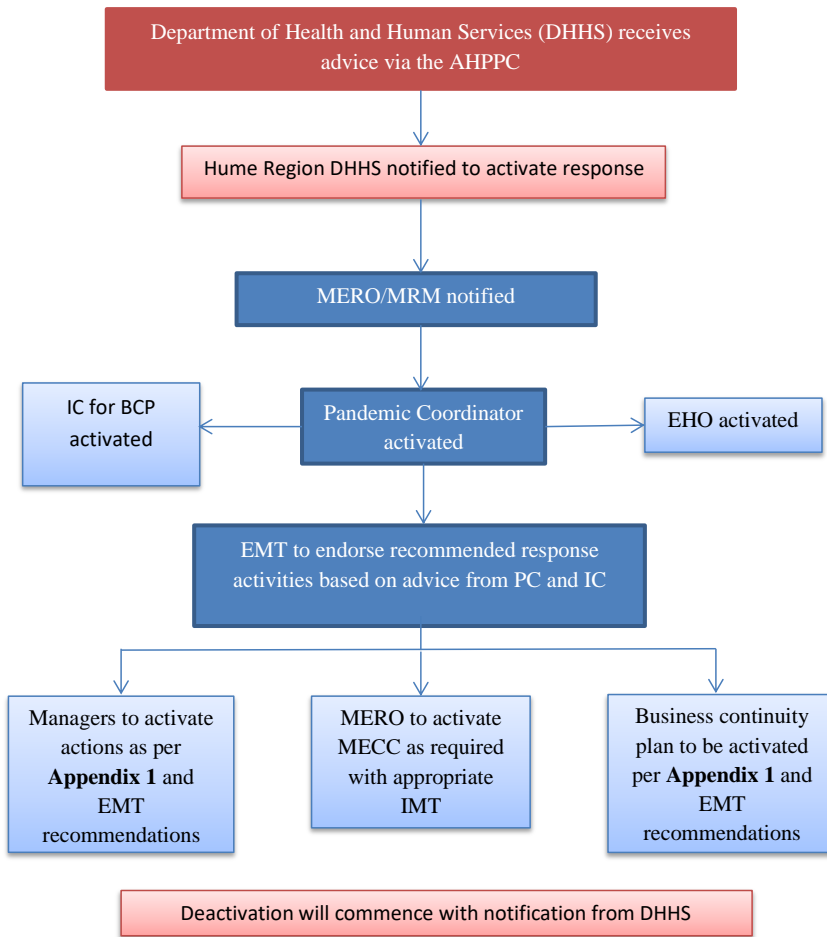 Department of Health and Human Services (DHHS) receives
advice via the AHPPC
Hume Region DHHS notified to activate response
MERO/MRM notified
IC for BCP
activated
Pandemic Coordinator
activated
EHO activated
EMT to endorse recommended response
activities based on advice from PC and IC
Managers to activate
actions as per
Appendix 1 and
EMT
recommendations
MERO to activate
MECC as required
with appropriate
IMT
Business continuity
plan to be activated
per Appendix 1 and
EMT
recommendations
Deactivation will commence with notification from DHHS